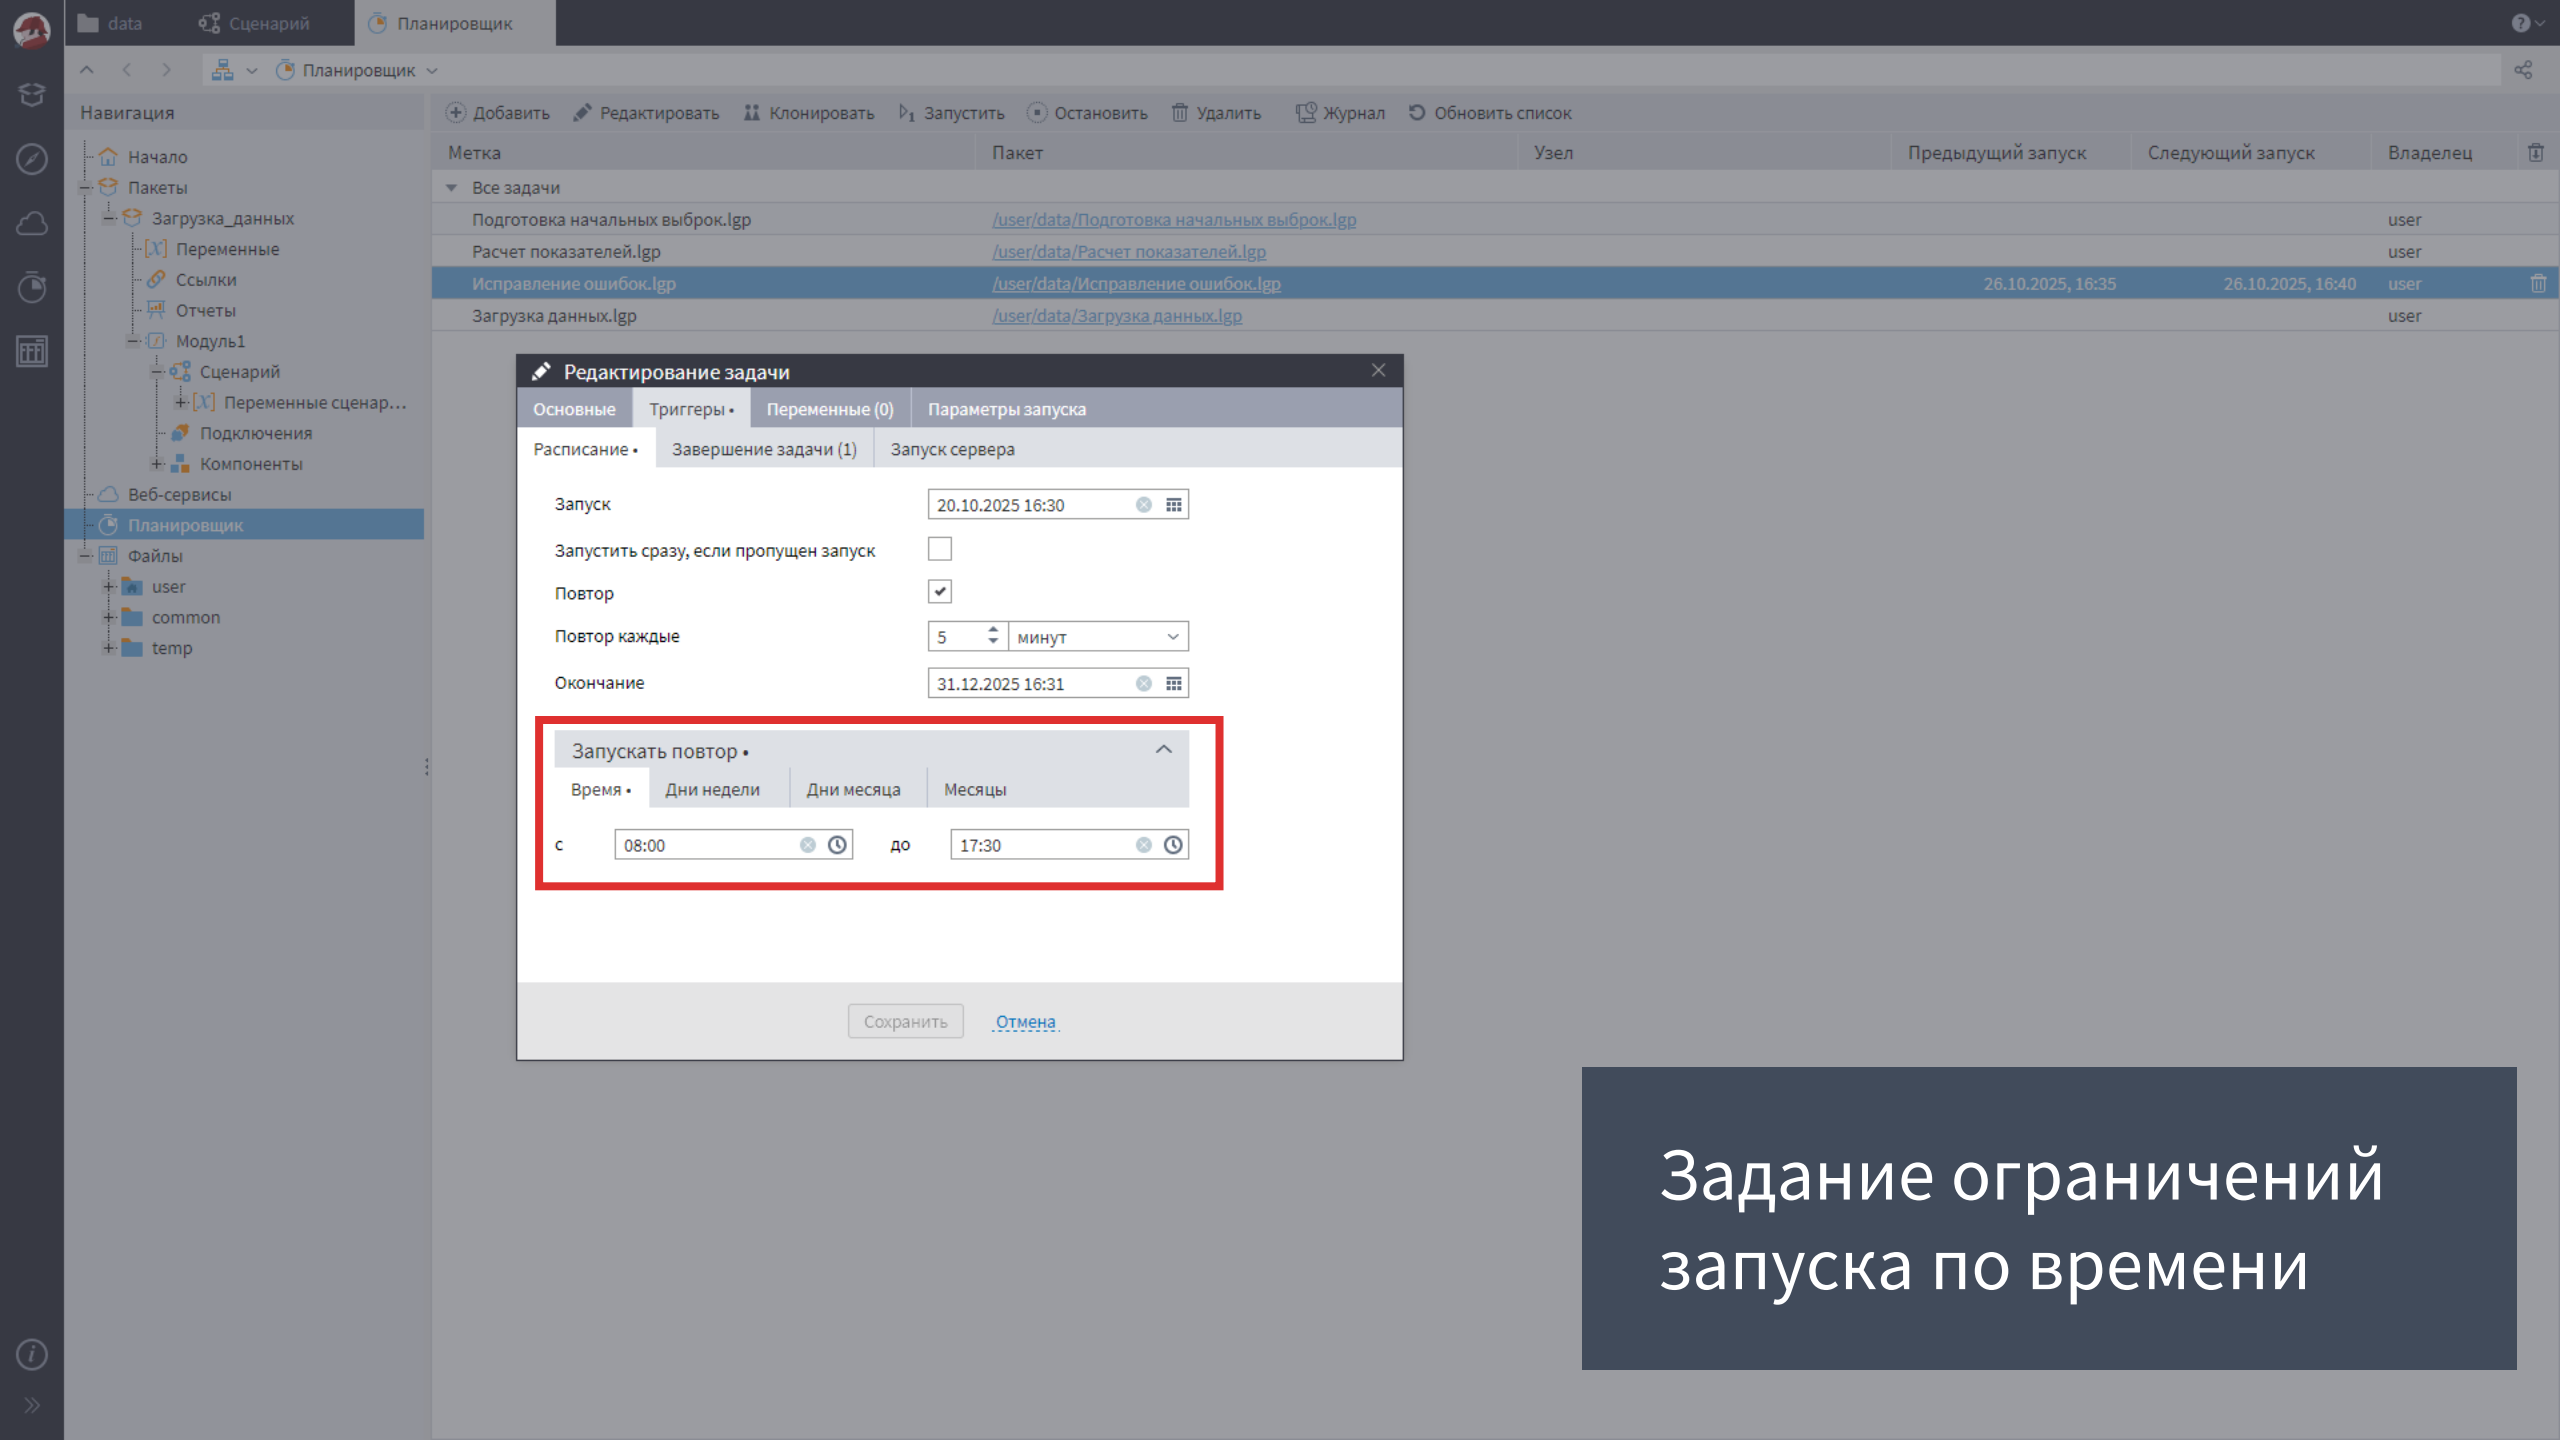 data
Сценарий
Планировщик
Планировщик
Навигация
Добавить
Редактировать
Клонировать
Запустить
Остановить
Удалить
Журнал
Обновить список
Метка
Пакет
Узел
Предыдущий запуск
Следующий запуск
Владелец
Все задачи
Подготовка начальных выброк.lgp
/user/data/Подготовка начальных выброк.lgp
user
Расчет показателей.lgp
/user/data/Расчет показателей.lgp
user
Исправление ошибок.lgp
/user/data/Исправление ошибок.lgp
26.10.2025, 16:35
26.10.2025, 16:40
user
Загрузка данных.lgp
/user/data/Загрузка данных.lgp
user
Начало
Пакеты
Загрузка_данных
Переменные
Ссылки
Отчеты
Модуль1
Сценарий
Переменные сценар...
Подключения
Компоненты
Веб-сервисы
Планировщик
Файлы
user
common
temp
Редактирование задачи
Основные
Триггеры •
Переменные (0)
Параметры запуска
Расписание •
Завершение задачи (1)
Запуск сервера
Запуск
20.10.2025 16:30
Запустить сразу, если пропущен запуск
Повтор
Повтор каждые
5
минут
Окончание
31.12.2025 16:31
Запускать повтор •
Время •
Дни недели
Дни месяца
Месяцы
с
08:00
до
17:30
Сохранить
Отмена
Задание ограничений
запуска по времени